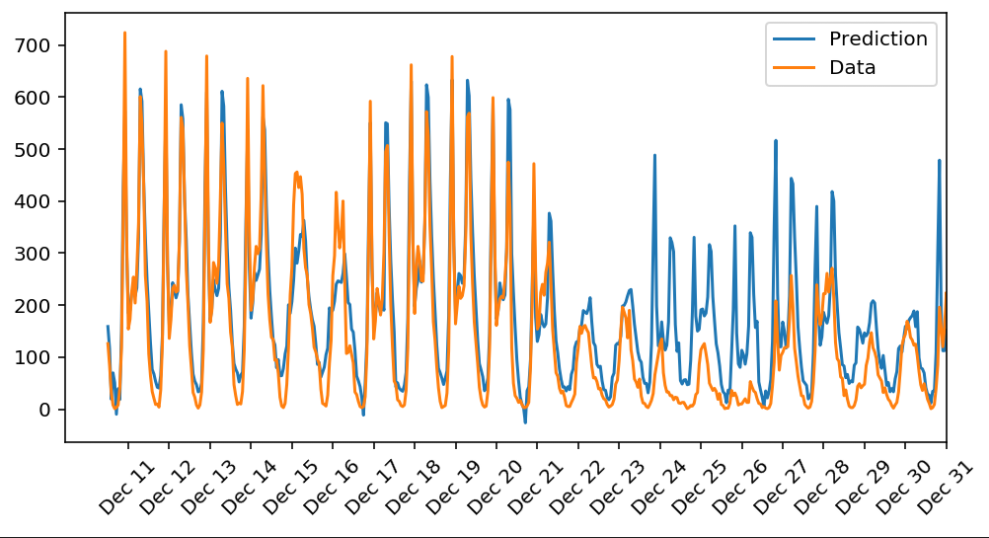 700
600
500
400
300
200
100
0
Prediction
Data
Dec 11
Dec 12
Dec 13
Dec 14
Dec 15
Dec 16
Dec 17
Dec 18
Dec 19
Dec 20
Dec 21
Dec 22
Dec 23
Dec 24
Dec 25
Dec 26
Dec 27
Dec 28
Dec 29
Dec 30
Dec 31